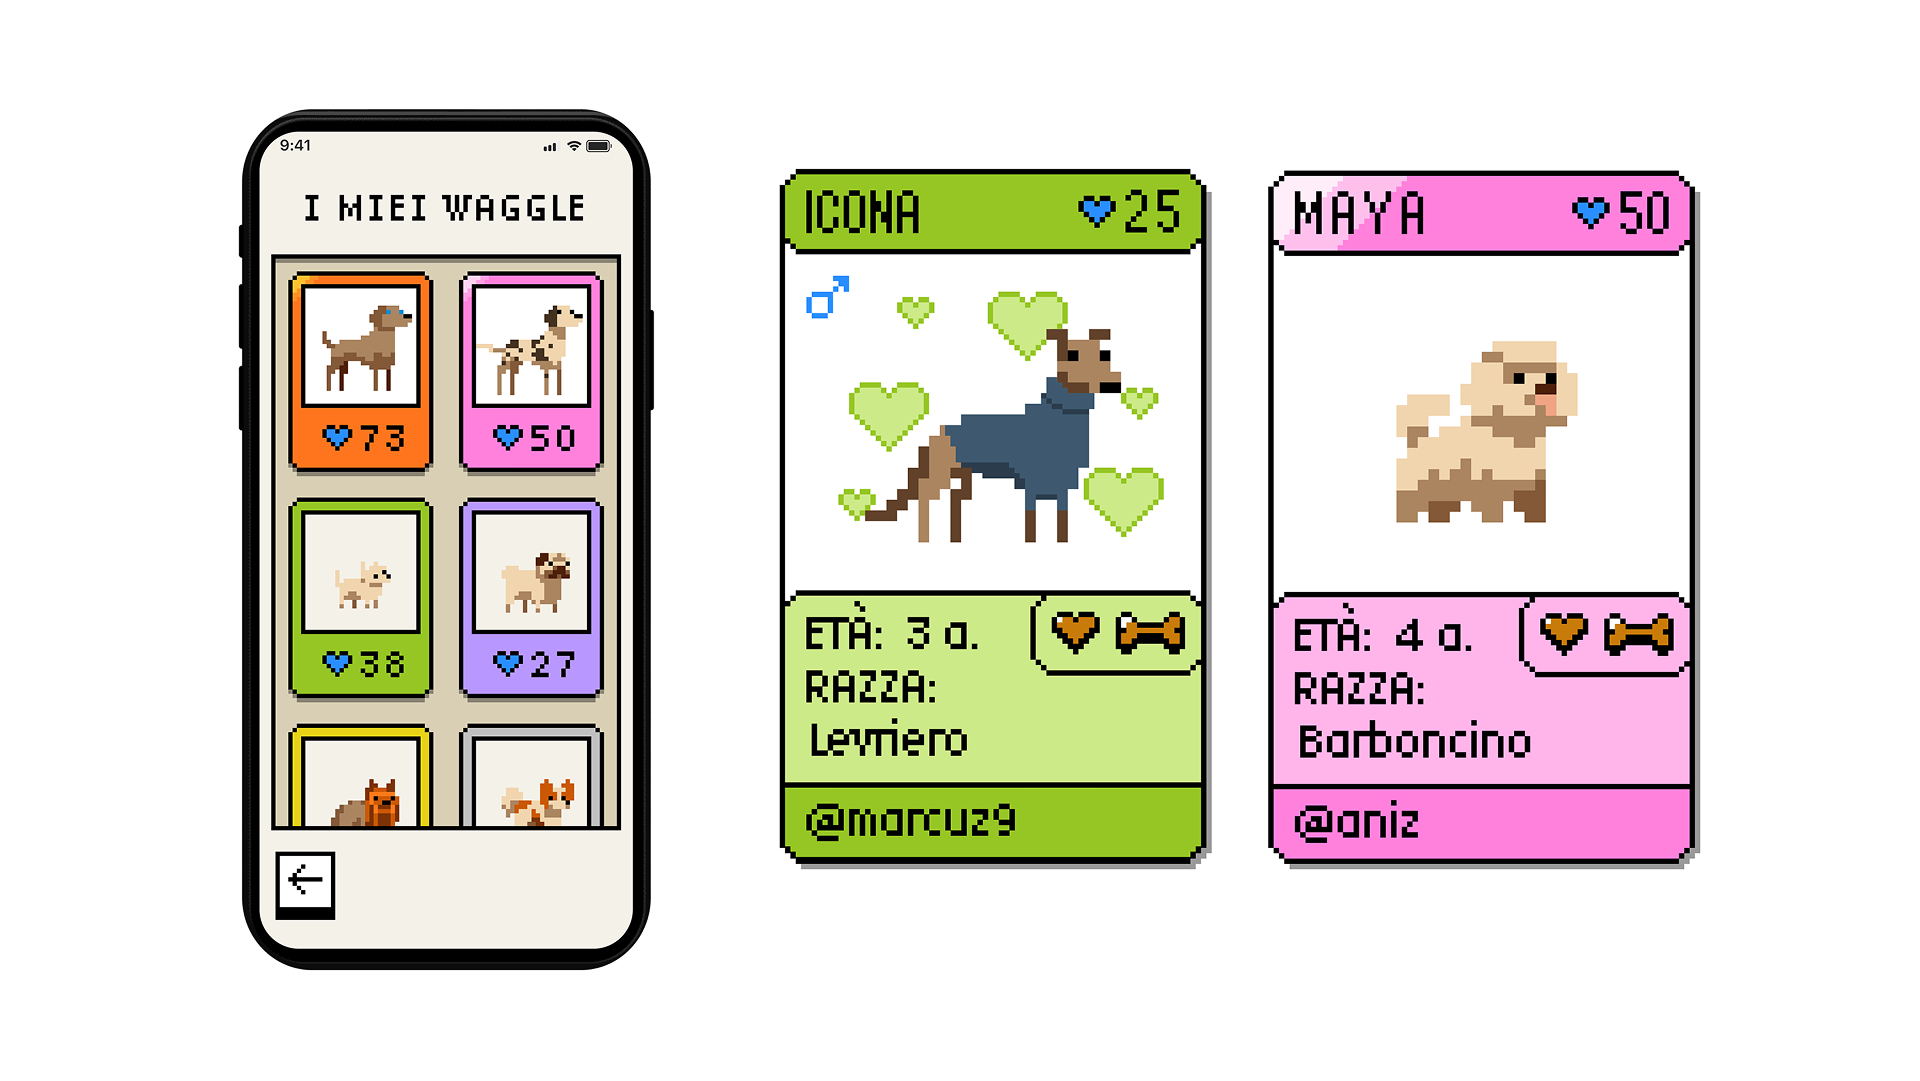 9:41
I MIEI WAGGLE
73
50
38
27
ICONA
25
ETÀ: 3 a.
RAZZA:
Levriero
@marcuz9
MAYA
50
ETÀ: 4 a.
RAZZA:
Barboncino
@aniz